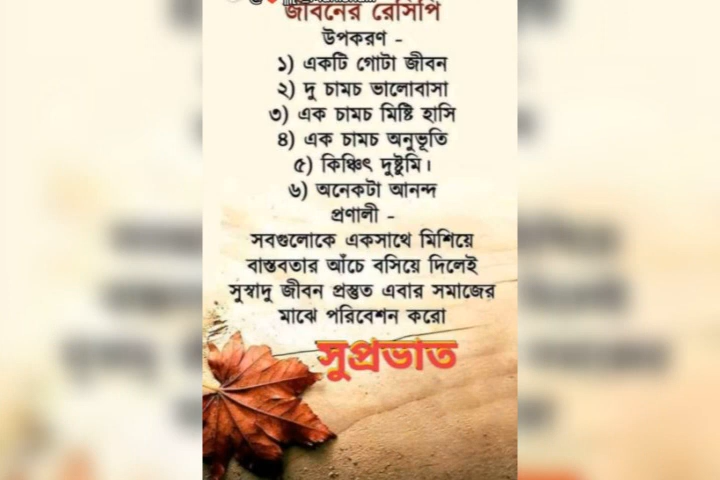 জীবনের রেসিপি
উপকরণ -
১) একটি গোটা জীবন
২) দু চামচ ভালোবাসা
৩) এক চামচ মিষ্টি হাসি
৪) এক চামচ অনুভূতি
৫) কিঞ্চিৎ দুষ্টুমি।
৬) অনেকটা আনন্দ
প্রণালী -
সবগুলোকে একসাথে মিশিয়ে
বাস্তবতার আঁচে বসিয়ে দিলেই
সুস্বাদু জীবন প্রস্তুত এবার সমাজের
মাঝে পরিবেশন করো
সুপ্রভাত